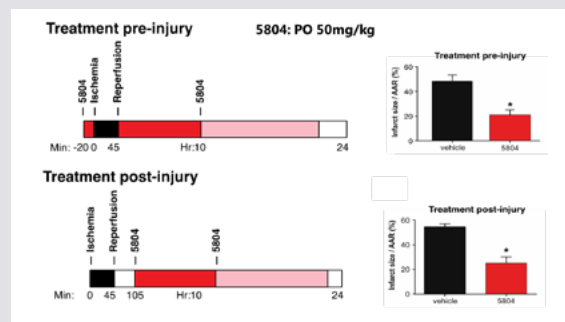 Treatment pre-injury
5804: PO 50mg/kg
5804
Ischemia
Reperfusion
5804
Min: -20 0 45 Hr:10 24
Treatment pre-injury
Infarct size / AAR (%)
60
40
20
0
vehicle 5804
*
Treatment post-injury
Ischemia
Reperfusion
5804
5804
Min: 0 45 105 Hr:10 24
Treatment post-injury
Infarct size / AAR (%)
60
40
20
0
vehicle 5804
*